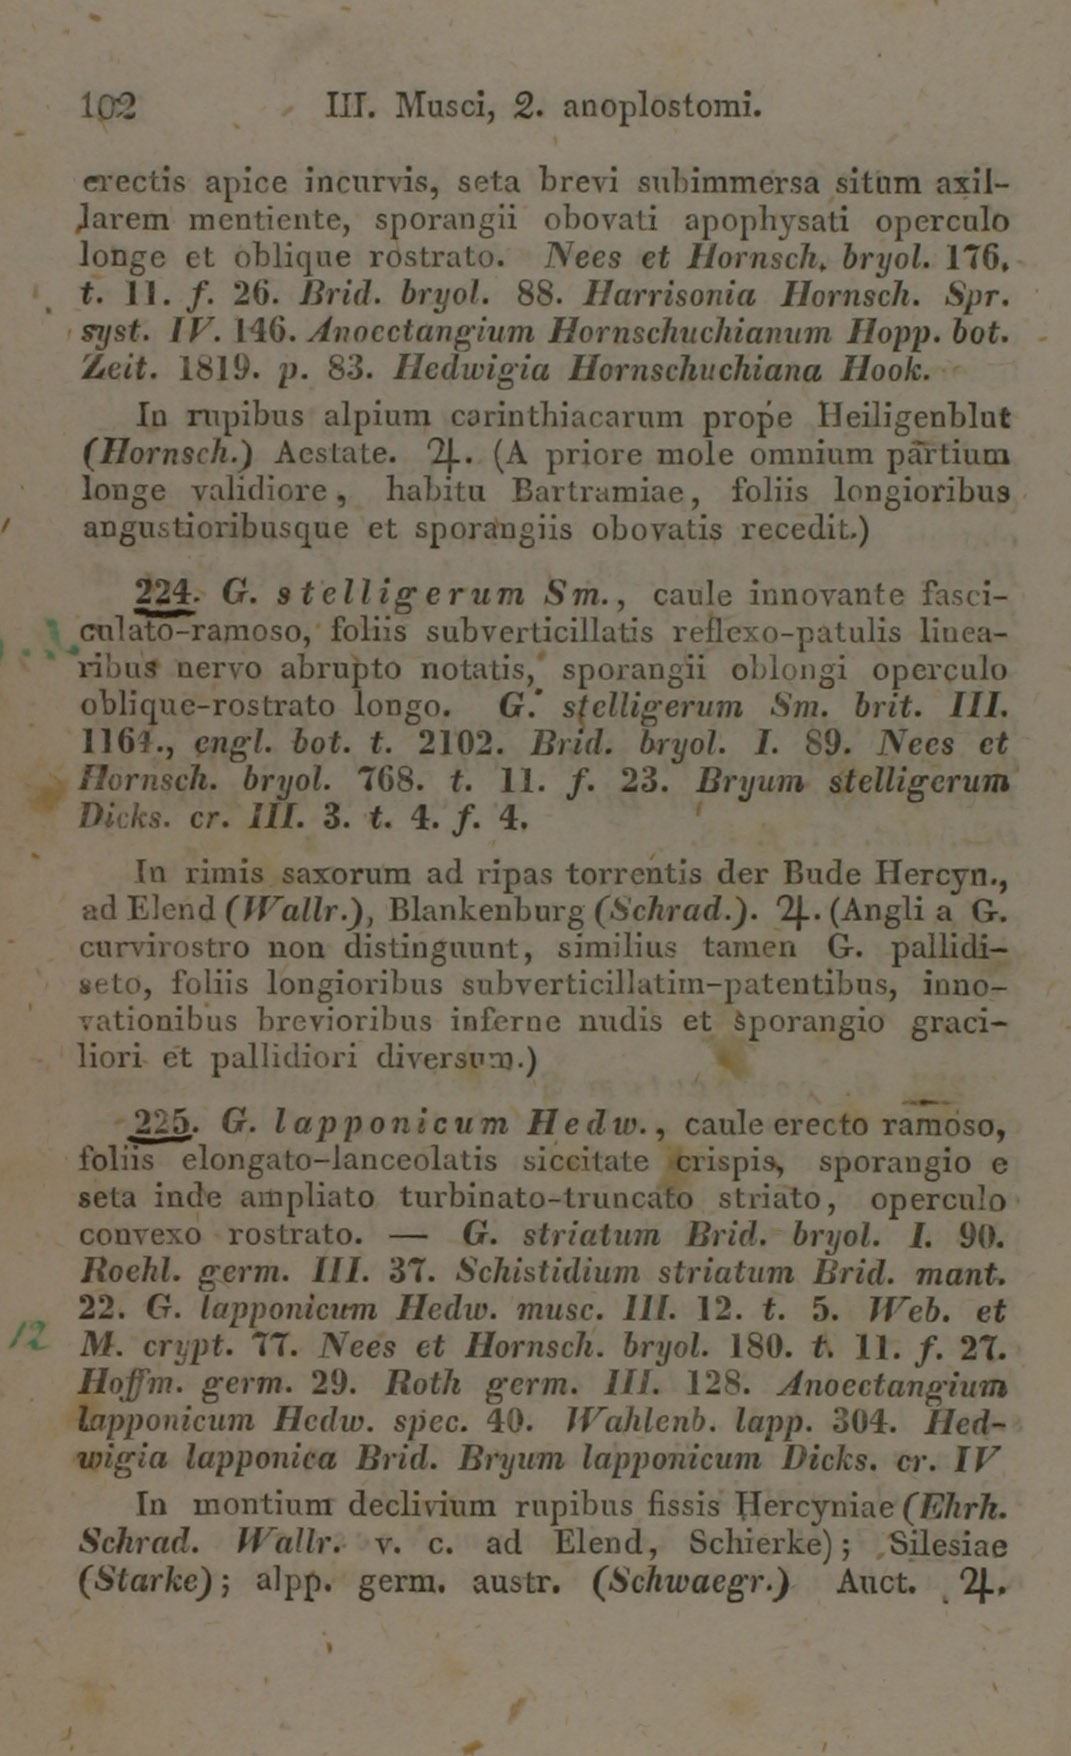 102 III. Musci, 2. anoplostomi.
erectis apice incurvis, seta brevi subimmersa situm axil-
larem mentiente, sporangii obovati apophysati operculo
longe et oblique rostrato. Nees et Hornsch. bryol. 176.
t. 11. f. 26. Brid. bryol. 88. Harrisonia Hornsch. Spr.
syst. IV. 146. Anoectangium Hornschuchianum Hopp. bot.
Zeit. 1819. p. 83. Hedwigia Hornschuchiana Hook.
In rupibus alpium carinthiacarum prope Heiligenblut
(Hornsch.) Aestate. ♃. (A priore mole omnium partium
longe validiore, habitu Bartramiae, foliis longioribus
angustioribusque et sporangiis obovatis recedit.)
224. G. stelligerum Sm., caule innovante fasci-
culato-ramoso, foliis subverticillatis reflexo-patulis linea-
ribus nervo abrupto notatis, sporangii oblongi operculo
oblique-rostrato longo. G. stelligerum Sm. brit. III.
1164., engl. bot. t. 2102. Brid. bryol. I. 89. Nees et
Hornsch. bryol. 768. t. 11. f. 23. Bryum stelligerum
Dicks. cr. III. 3. t. 4. f. 4.
In rimis saxorum ad ripas torrentis der Bude Hercyn.,
ad Elend (Wallr.), Blankenburg (Schrad.). ♃. (Angli a G.
curvirostro non distinguunt, similius tamen G. pallidi-
seto, foliis longioribus subverticillatim-patentibus, inno-
vationibus brevioribus inferne nudis et sporangio graci-
liori et pallidiori diversum.)
225. G. lapponicum Hedw., caule erecto ramoso,
foliis elongato-lanceolatis siccitate crispis, sporangio e
seta inde ampliato turbinato-truncato striato, operculo
convexo rostrato. — G. striatum Brid. bryol. I. 90.
Roehl. germ. III. 37. Schistidium striatum Brid. mant.
22. G. lapponicum Hedw. musc. III. 12. t. 5. Web. et
12 M. crypt. 77. Nees et Hornsch. bryol. 180. t. 11. f. 27.
Hoffm. germ. 29. Roth germ. III. 128. Anoectangium
lapponicum Hedw. spec. 40. Wahlenb. lapp. 304. Hed-
wigia lapponica Brid. Bryum lapponicum Dicks. cr. IV
In montium declivium rupibus fissis Hercyniae (Ehrh.
Schrad. Wallr. v. c. ad Elend, Schierke); Silesiae
(Starke); alpp. germ. austr. (Schwaegr.) Auct. ♃.